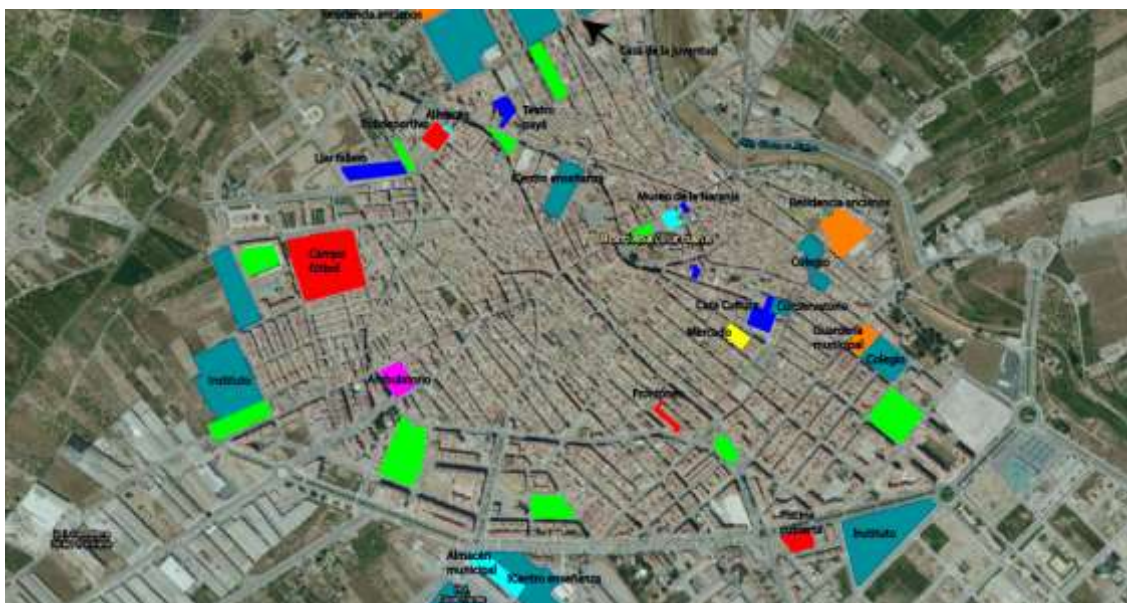 Residencia ancianos
Casa de la Juventud
Teatro
payá
Polideportivo
Llar fallero
Centro enseñanza
Museo de la Naranja
Residencia ancianos
Campo
fútbol
Colegio
Casa Cultura
Conservatorio
Mercado
Guardería
municipal
Colegio
Instituto
Ambulatorio
Piscina
cubierta
Instituto
Almacén
municipal
Centro enseñanza